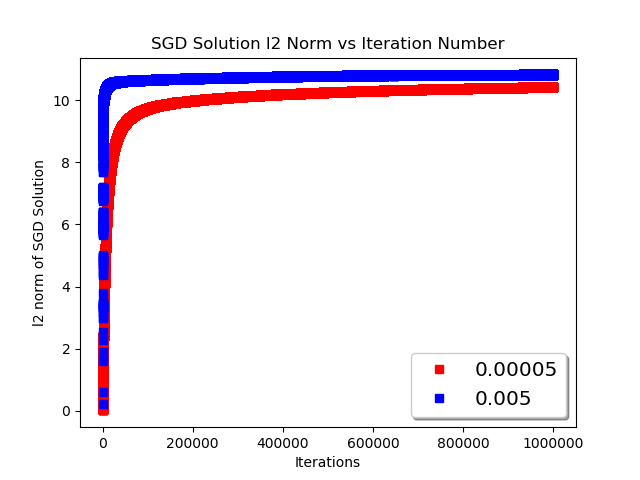 SGD Solution l2 Norm vs Iteration Number
l2 norm of SGD Solution
10
8
6
4
2
0
0.00005
0.005
0 200000 400000 600000 800000 1000000
Iterations